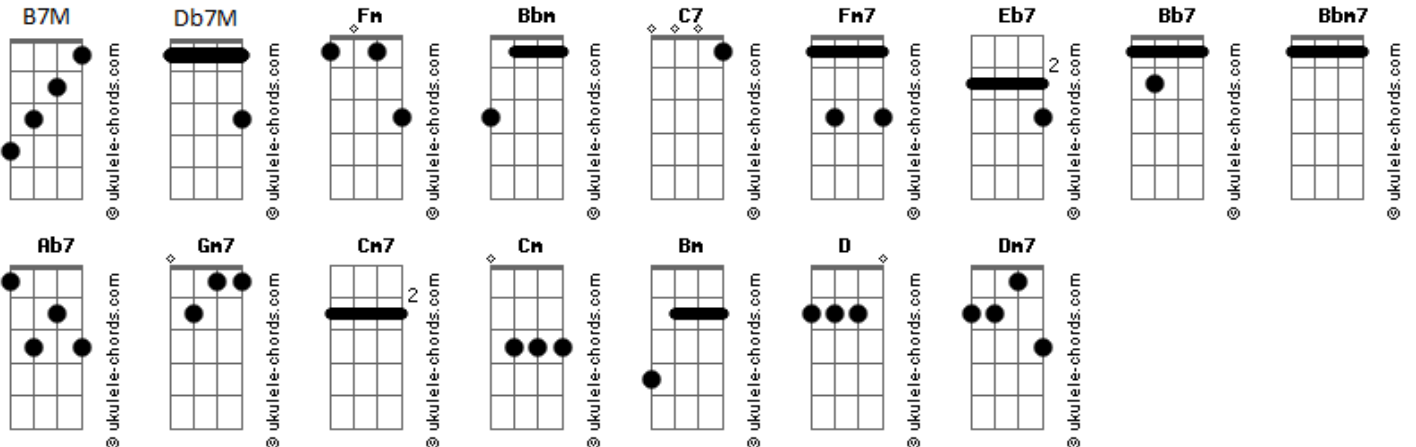 B7M Db7M Fm Bbm C7 Fm7 Eb7 Bb7 Bbm7
2
© ukulele-chords.com © ukulele-chords.com © ukulele-chords.com © ukulele-chords.com © ukulele-chords.com © ukulele-chords.com © ukulele-chords.com © ukulele-chords.com © ukulele-chords.com
Ab7 Gm7 Cm7 Cm Bm D Dm7
2
© ukulele-chords.com © ukulele-chords.com © ukulele-chords.com © ukulele-chords.com © ukulele-chords.com © ukulele-chords.com © ukulele-chords.com